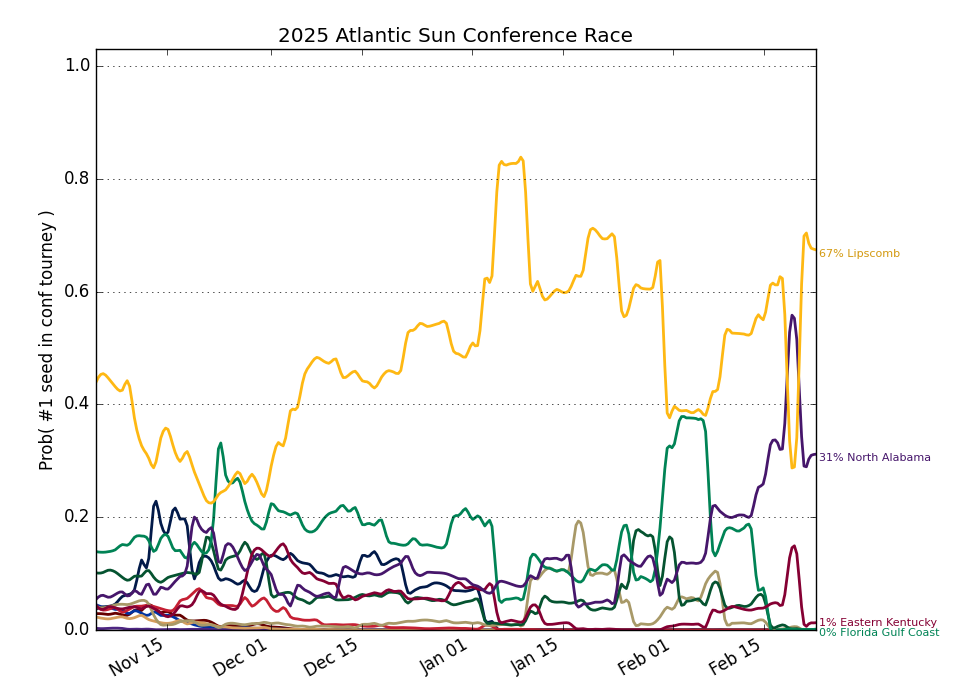 2025 Atlantic Sun Conference Race
Prob( #1 seed in conf tourney )
1.0
0.8
0.6
0.4
0.2
0.0
67% Lipscomb
31% North Alabama
1% Eastern Kentucky
0% Florida Gulf Coast
Nov 15
Dec 01
Dec 15
Jan 01
Jan 15
Feb 01
Feb 15